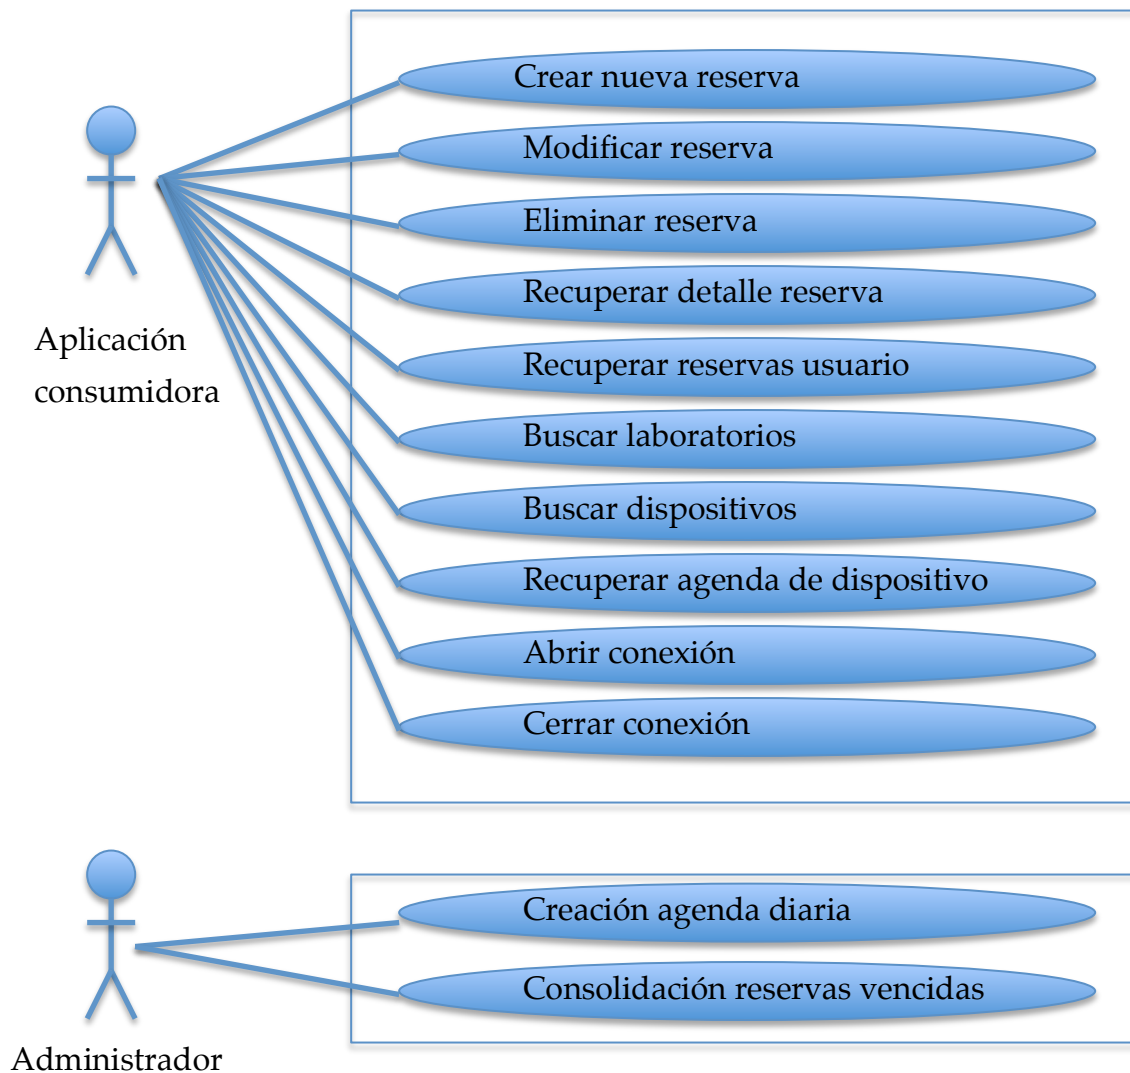 Crear nueva reserva
Modificar reserva
Eliminar reserva
Recuperar detalle reserva
Aplicación
consumidora
Recuperar reservas usuario
Buscar laboratorios
Buscar dispositivos
Recuperar agenda de dispositivo
Abrir conexión
Cerrar conexión
Creación agenda diaria
Consolidación reservas vencidas
Administrador